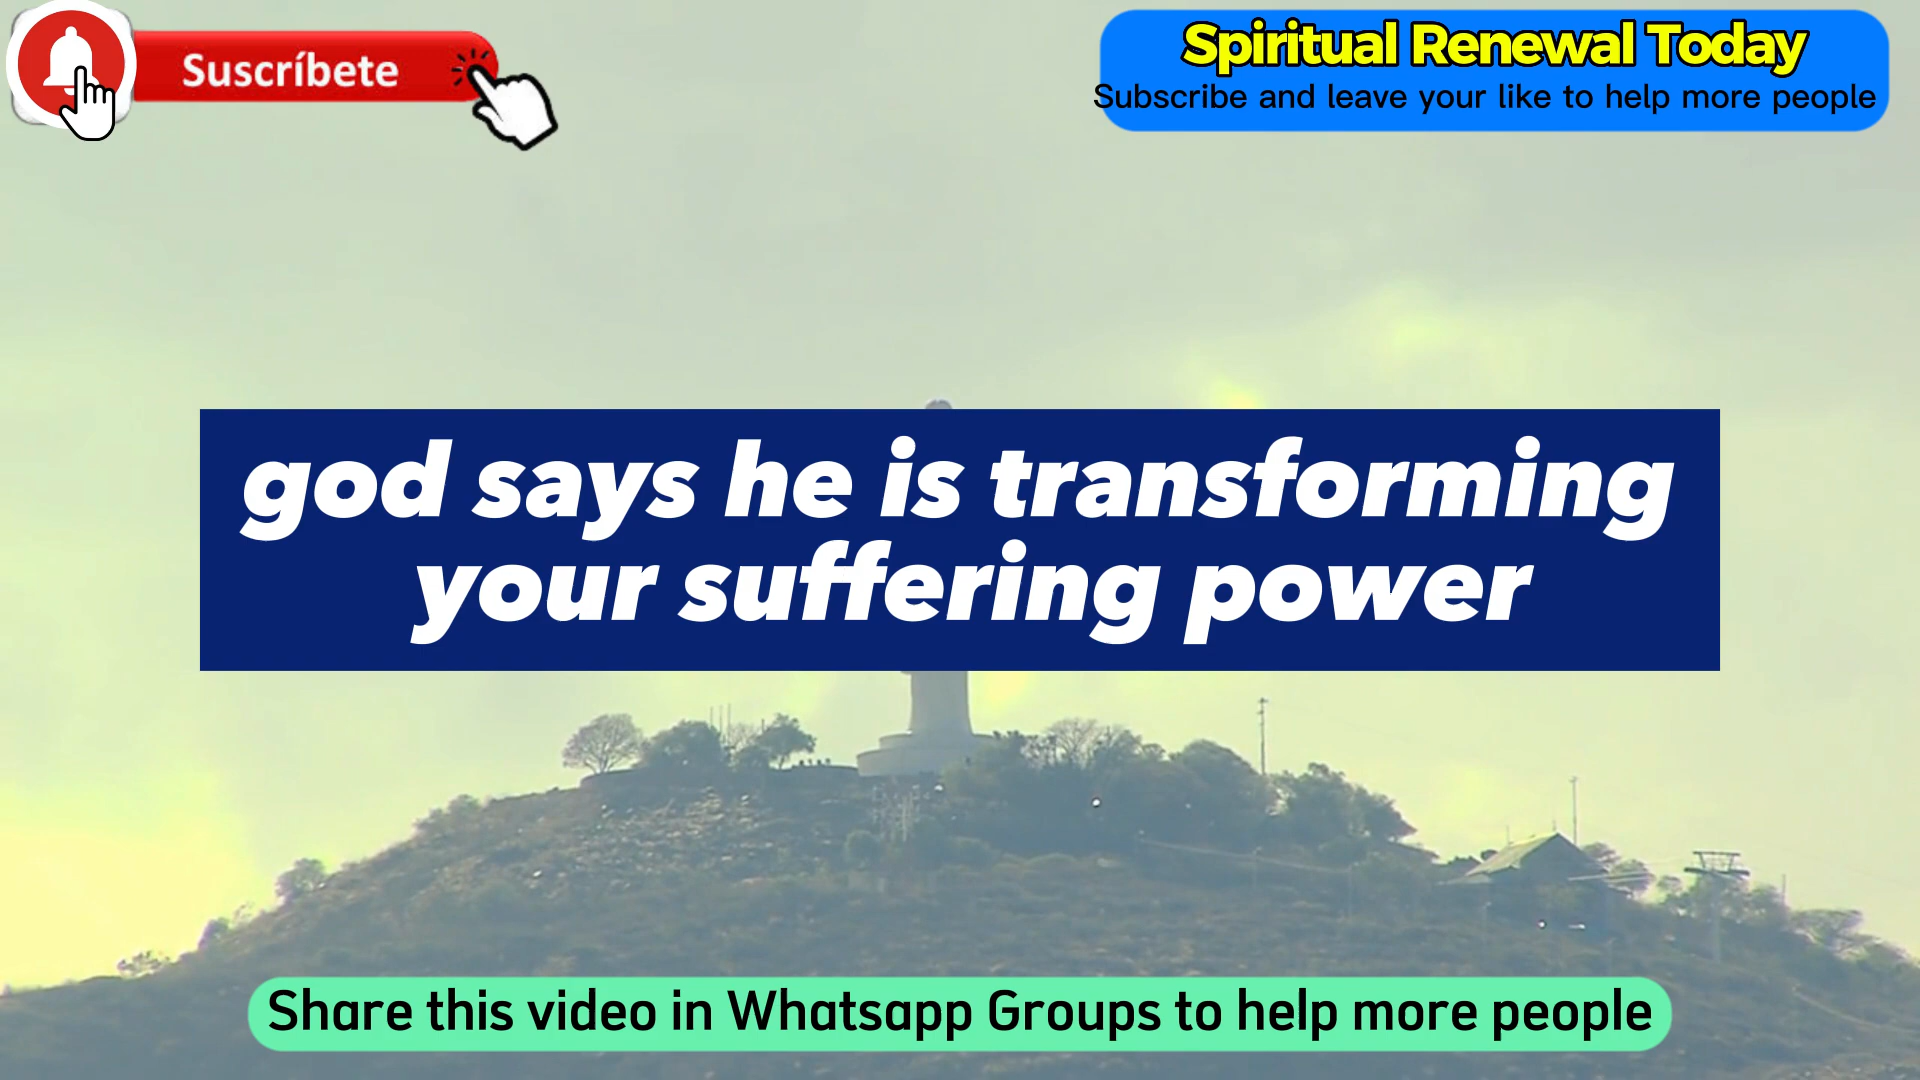 Suscríbete
Spiritual Renewal Today
Subscribe and leave your like to help more people
god says he is transforming
your suffering power
Share this video in Whatsapp Groups to help more people